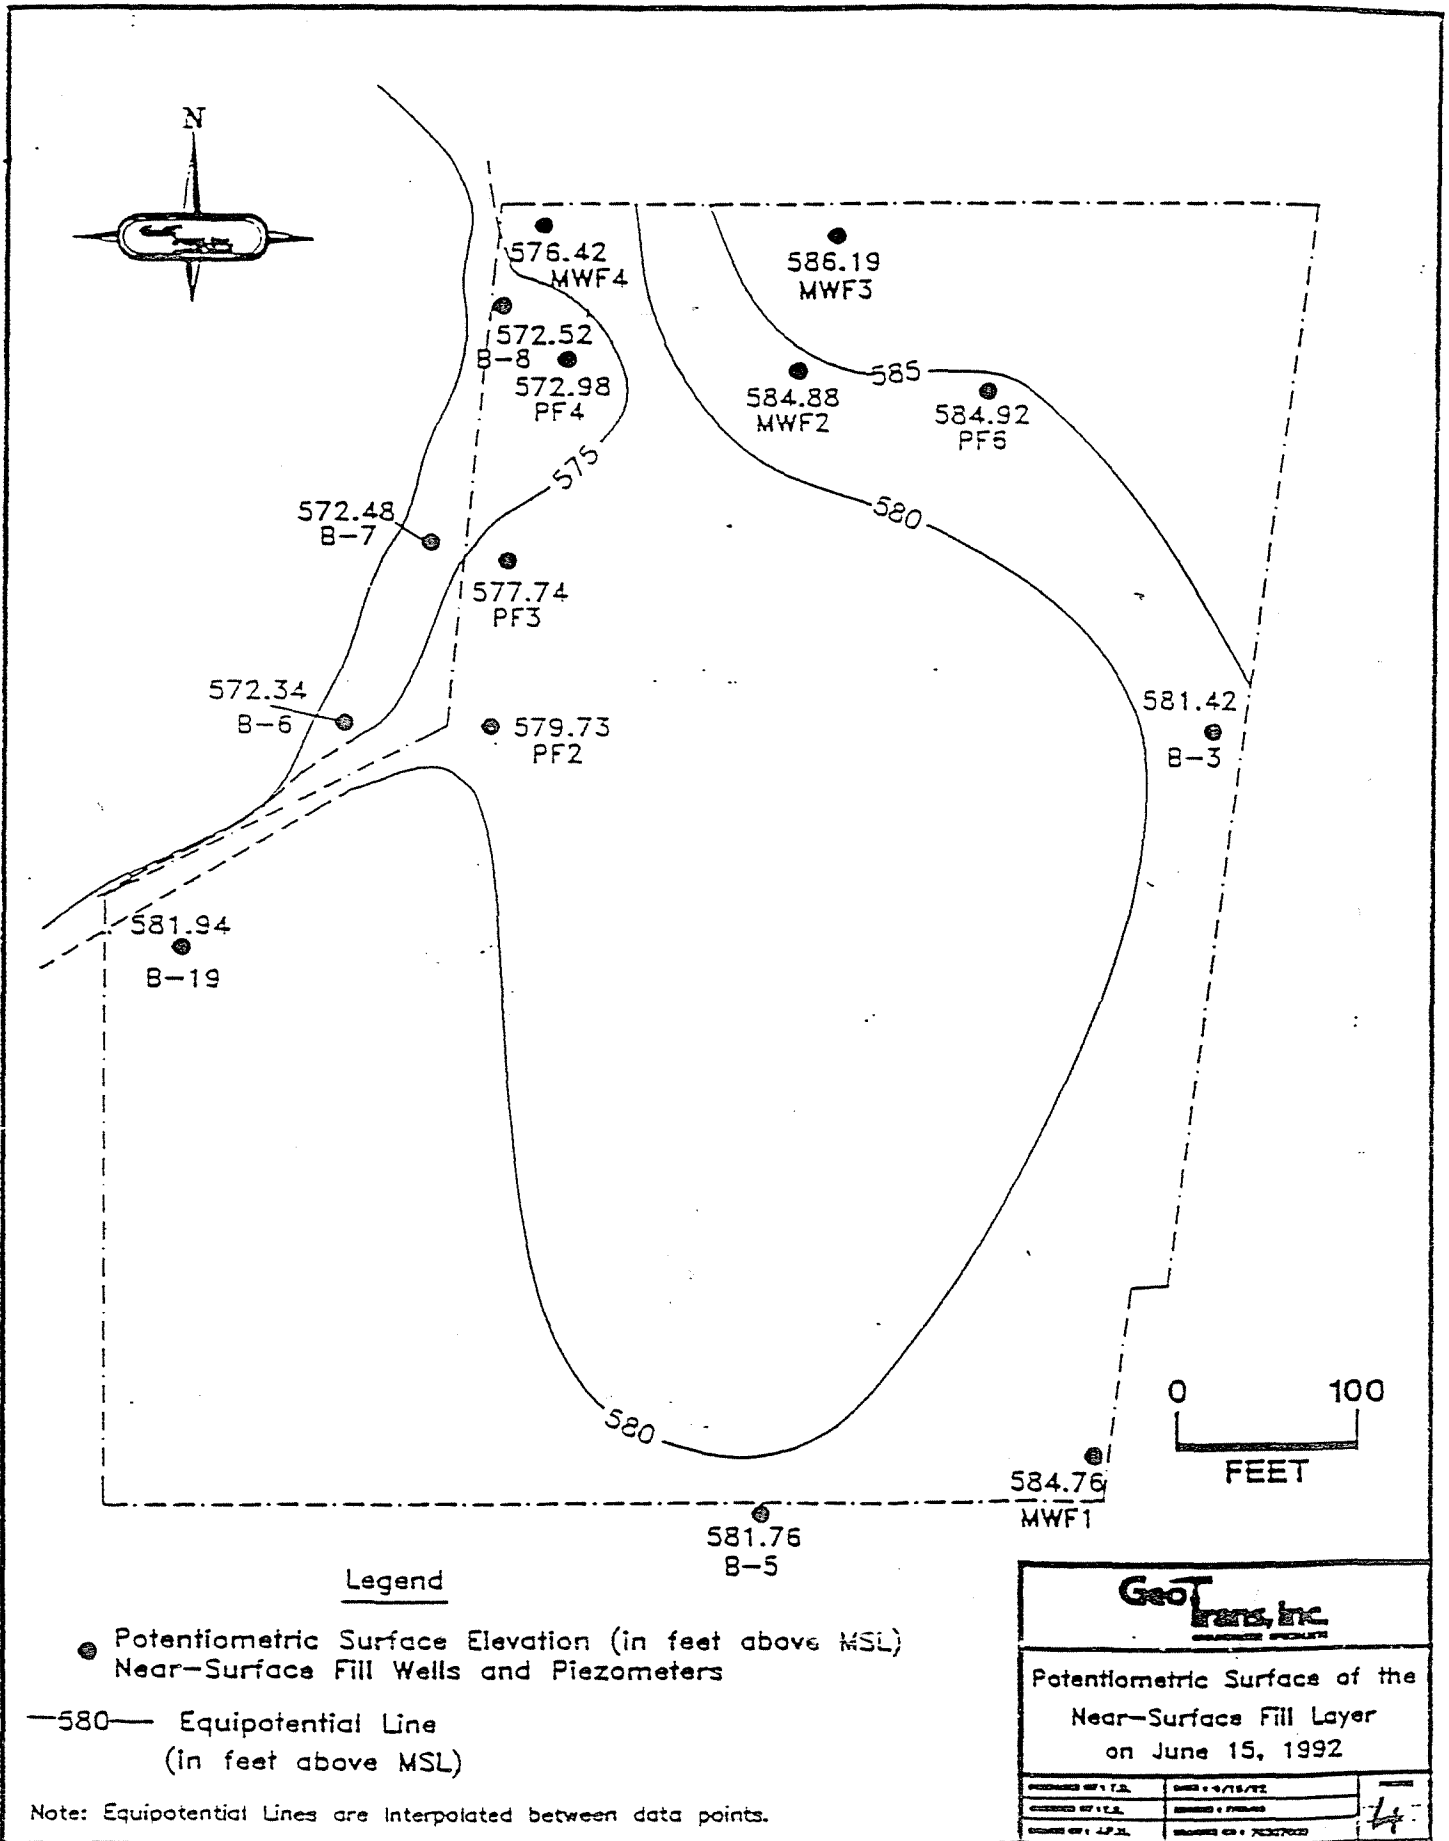 N
576.42
MWF4
586.19
MWF3
572.52
B-8
572.98
PF4
584.88
MWF2
585
584.92
PF6
575
580
572.48
B-7
577.74
PF3
572.34
B-6
579.73
PF2
581.42
B-3
581.94
B-19
580
0 100
FEET
584.76
MWF1
581.76
B-5
Legend
Potentiometric Surface Elevation (in feet above MSL)
Near-Surface Fill Wells and Piezometers
—580— Equipotential Line
(in feet above MSL)
Note: Equipotential Lines are Interpolated between data points.
GeoTrans, inc.
Potentiometric Surface of the
Near-Surface Fill Layer
on June 15, 1992
4